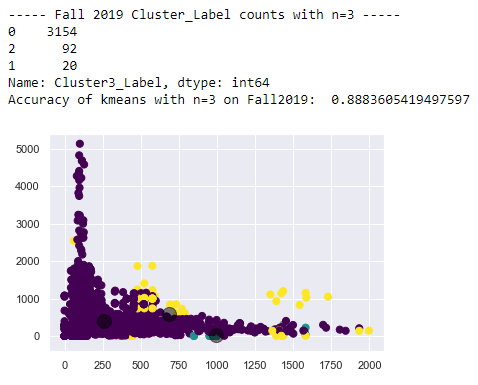 ----- Fall 2019 Cluster_Label counts with n=3 -----
0    3154
2      92
1      20
Name: Cluster3_Label, dtype: int64
Accuracy of kmeans with n=3 on Fall2019:  0.8883605419497597
5000
4000
3000
2000
1000
0
0 250 500 750 1000 1250 1500 1750 2000